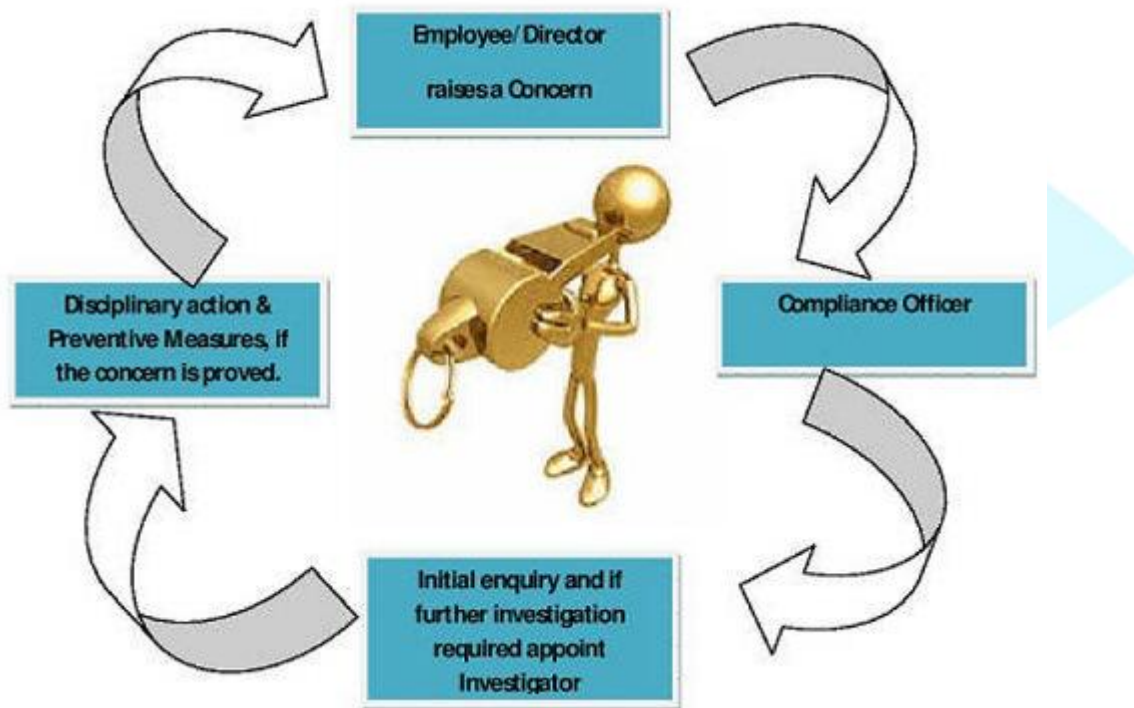 Employee/ Director
raises a Concern
Compliance Officer
Initial enquiry and if
further investigation
required appoint
Investigator
Disciplinary action &
Preventive Measures, if
the concern is proved.